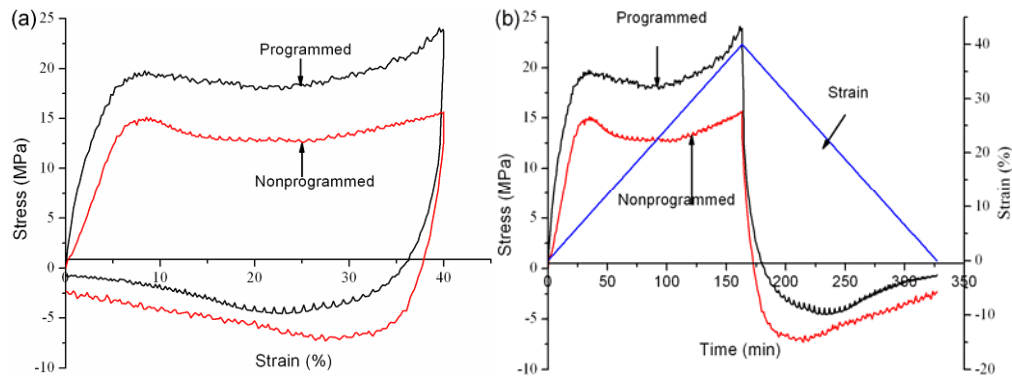 (a)
25
20
15
10
5
0
-5
-10
Stress (MPa)
Programmed
Nonprogrammed
0 10 20 30 40
Strain (%)
(b)
25
20
15
10
5
0
-5
-10
Stress (MPa)
Programmed
Strain
Nonprogrammed
0 50 100 150 200 250 300 350
Time (min)
40
30
20
10
0
-10
-20
Strain (%)